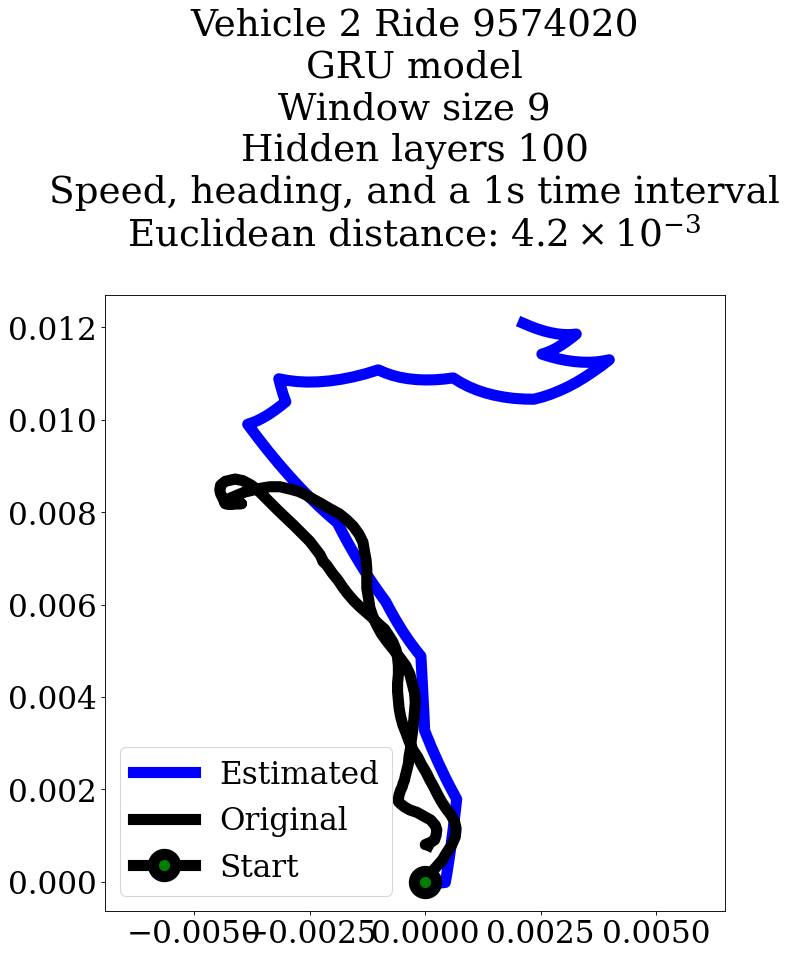 Vehicle 2 Ride 9574020
GRU model
Window size 9
Hidden layers 100
Speed, heading, and a 1s time interval
Euclidean distance: 4.2 × 10⁻³
0.012
0.010
0.008
0.006
0.004
0.002
0.000
Estimated
Original
Start
−0.0050 −0.0025 0.0000 0.0025 0.0050